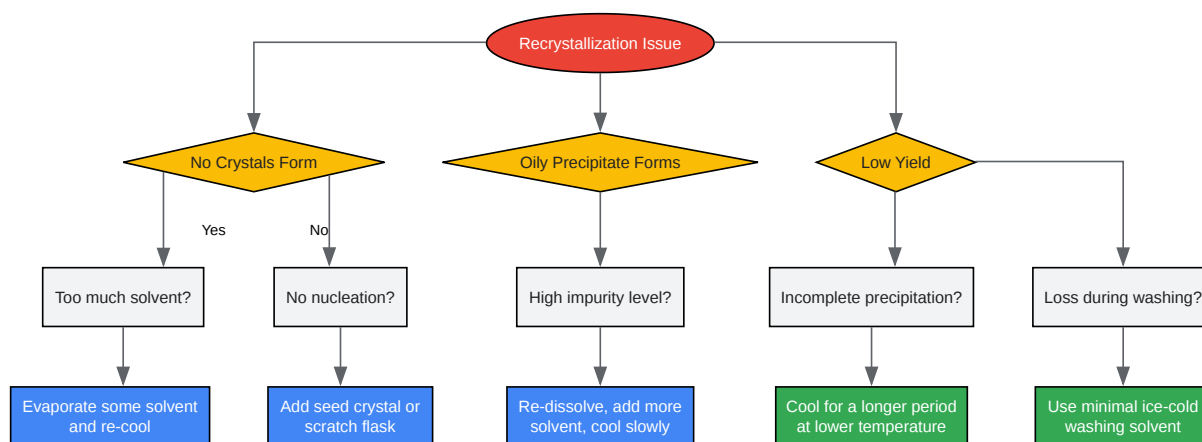 Recrystallization Issue
No Crystals Form
Oily Precipitate Forms
Low Yield
Yes
No
Too much solvent?
No nucleation?
High impurity level?
Incomplete precipitation?
Loss during washing?
Evaporate some solvent
and re-cool
Add seed crystal or
scratch flask
Re-dissolve, add more
solvent, cool slowly
Cool for a longer period
at lower temperature
Use minimal ice-cold
washing solvent